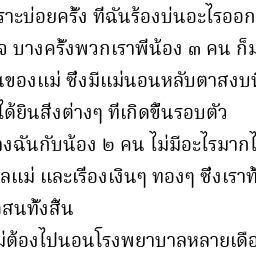 ราะบ่อยครั้ง ที่ฉันร้องบ่นอะไรออก
จ บางครั้งพวกเราพี่น้อง ๓ คน ก็ม
นของแม่ ซึ่งมีแม่นอนหลับตาสงบนิ
ได้ยินสิ่งต่างๆ ที่เกิดขึ้นรอบตัว
องฉันกับน้อง ๒ คน ไม่มีอะไรมากไ
ลแม่ และเรื่องเงินๆ ทองๆ ซึ่งเราทั้
สนทั้งสิ้น
ม่ต้องไปนอนโรงพยาบาลหลายเดือ